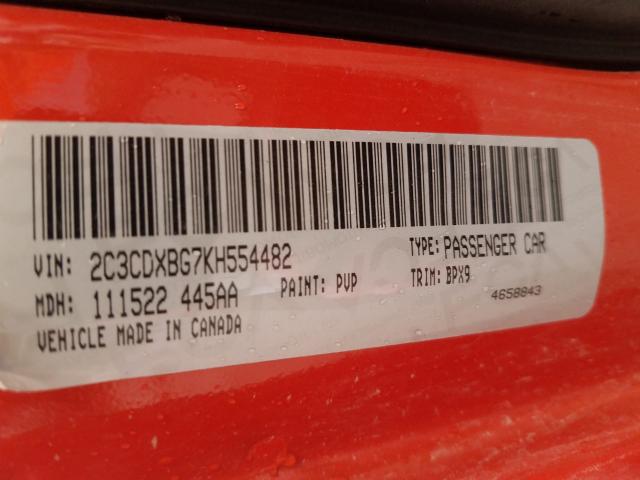 VIN: 2C3CDXBG7KH554482 TYPE: PASSENGER CAR
MDH: 111522 445AA PAINT: PVP TRIM: BPX9
VEHICLE MADE IN CANADA 4658843